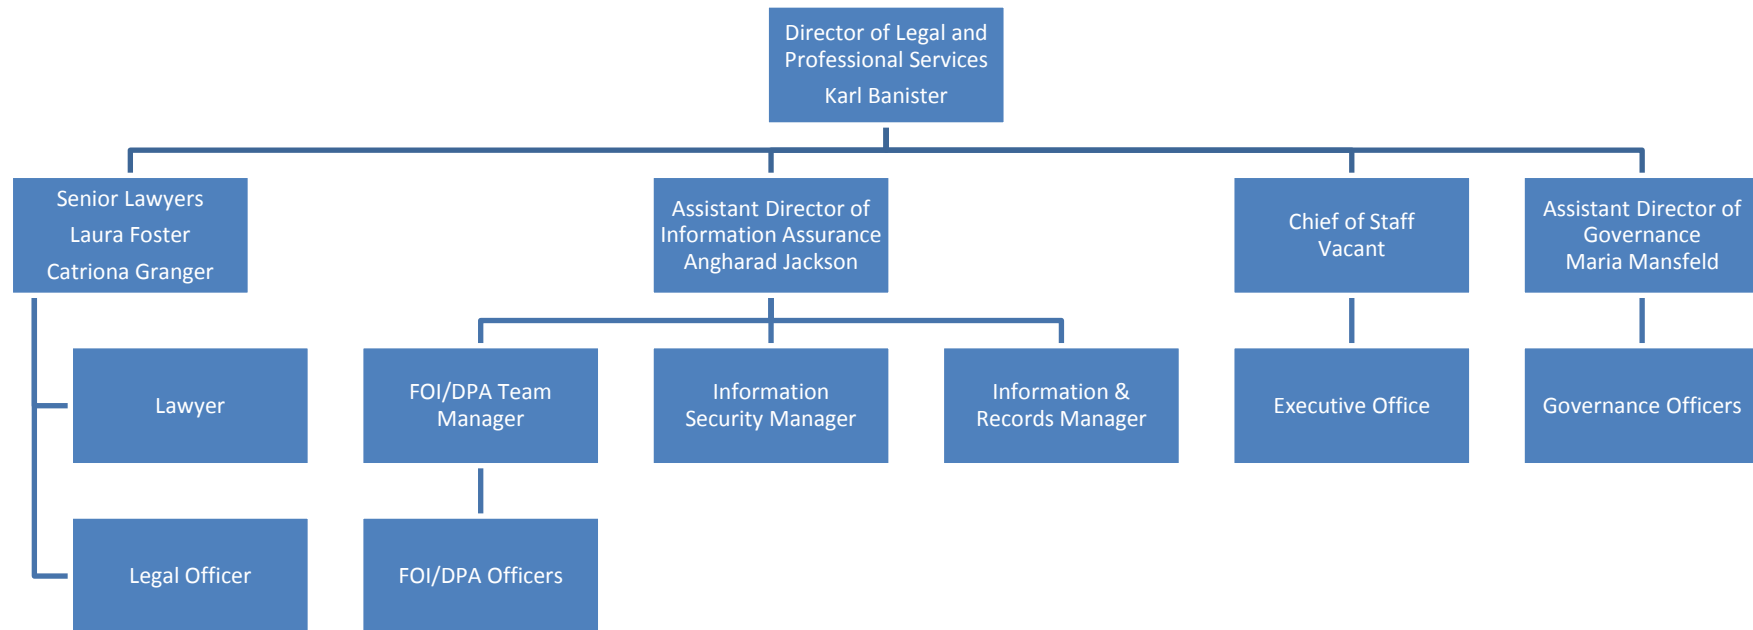 Director of Legal and
Professional Services
Karl Banister
Senior Lawyers
Laura Foster
Catriona Granger
Assistant Director of
Information Assurance
Angharad Jackson
Chief of Staff
Vacant
Assistant Director of
Governance
Maria Mansfeld
Lawyer
FOI/DPA Team
Manager
Information
Security Manager
Information &
Records Manager
Executive Office
Governance Officers
Legal Officer
FOI/DPA Officers